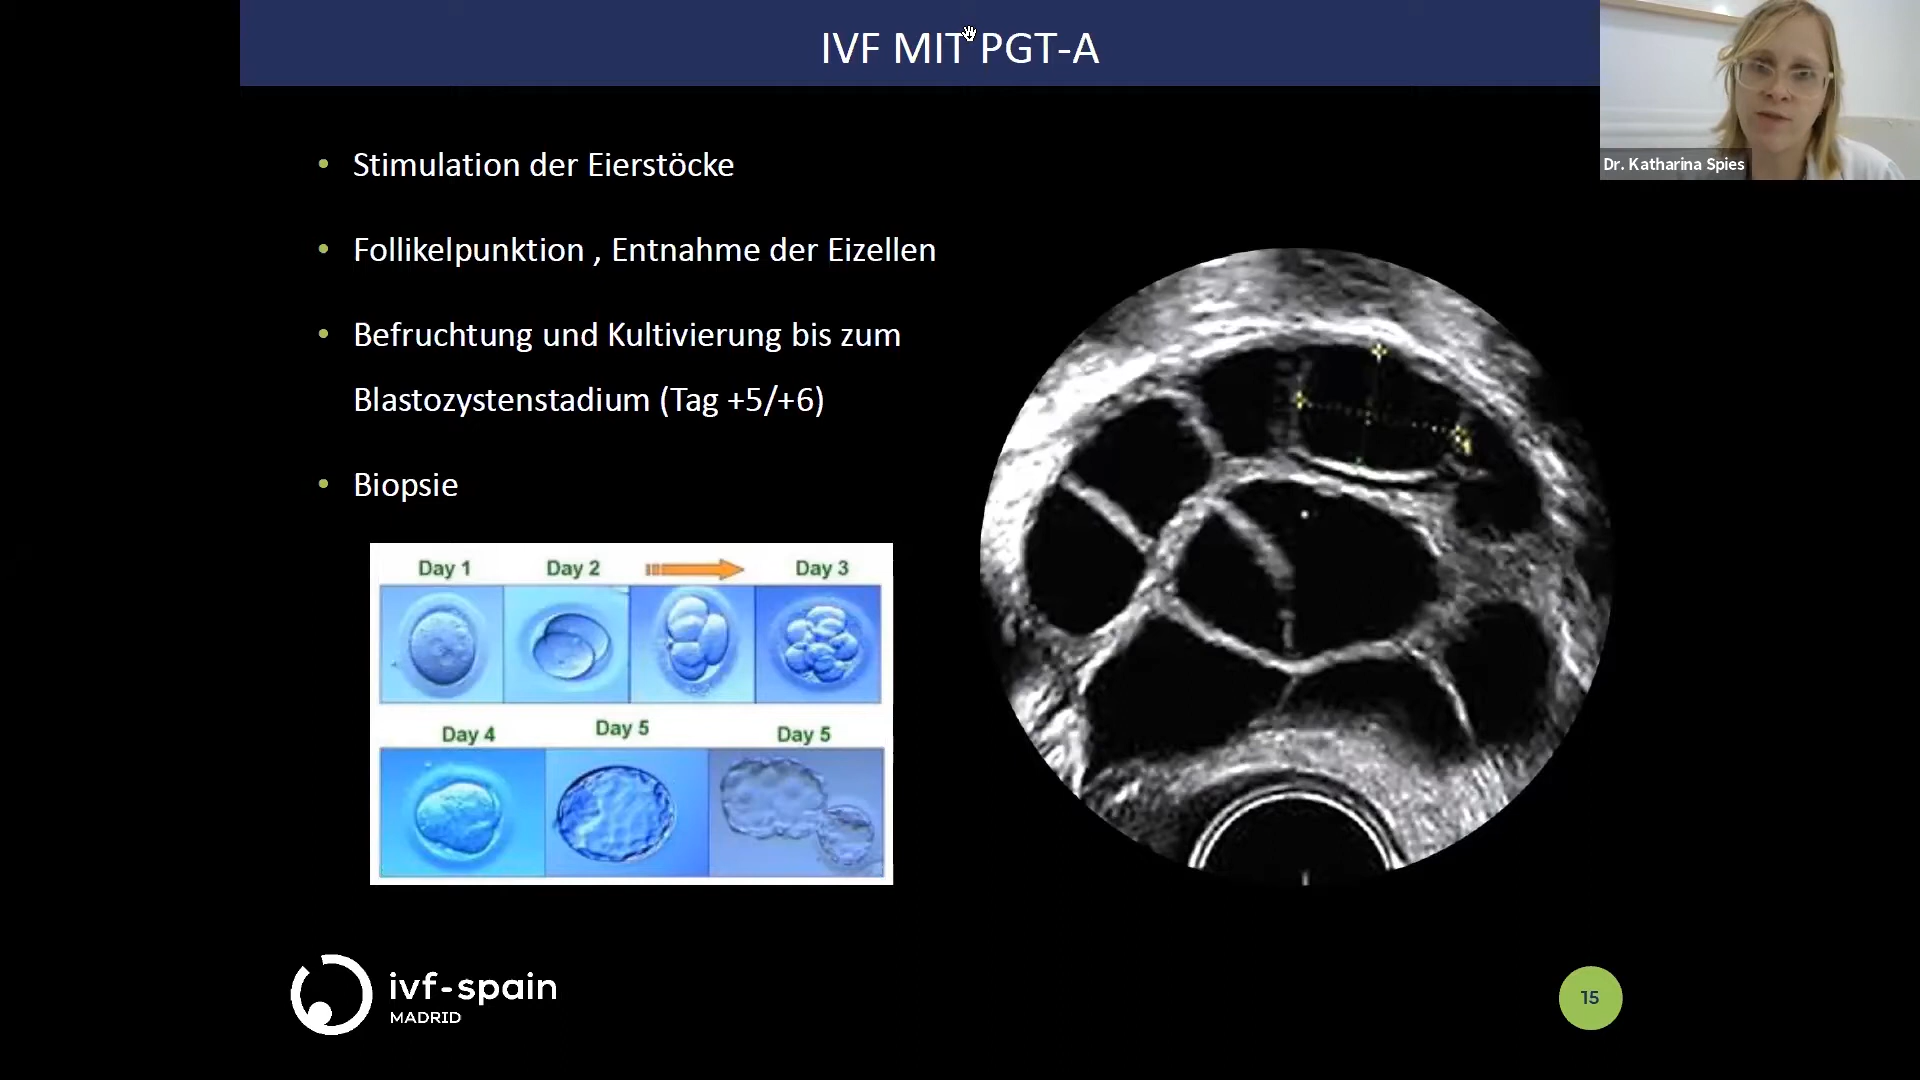 IVF MIT PGT-A
Dr. Katharina Spies
Stimulation der Eierstöcke
Follikelpunktion , Entnahme der Eizellen
Befruchtung und Kultivierung bis zum
Blastozystenstadium (Tag +5/+6)
Biopsie
Day 1 Day 2 Day 3
Day 4 Day 5 Day 5
ivf-spain
MADRID
15